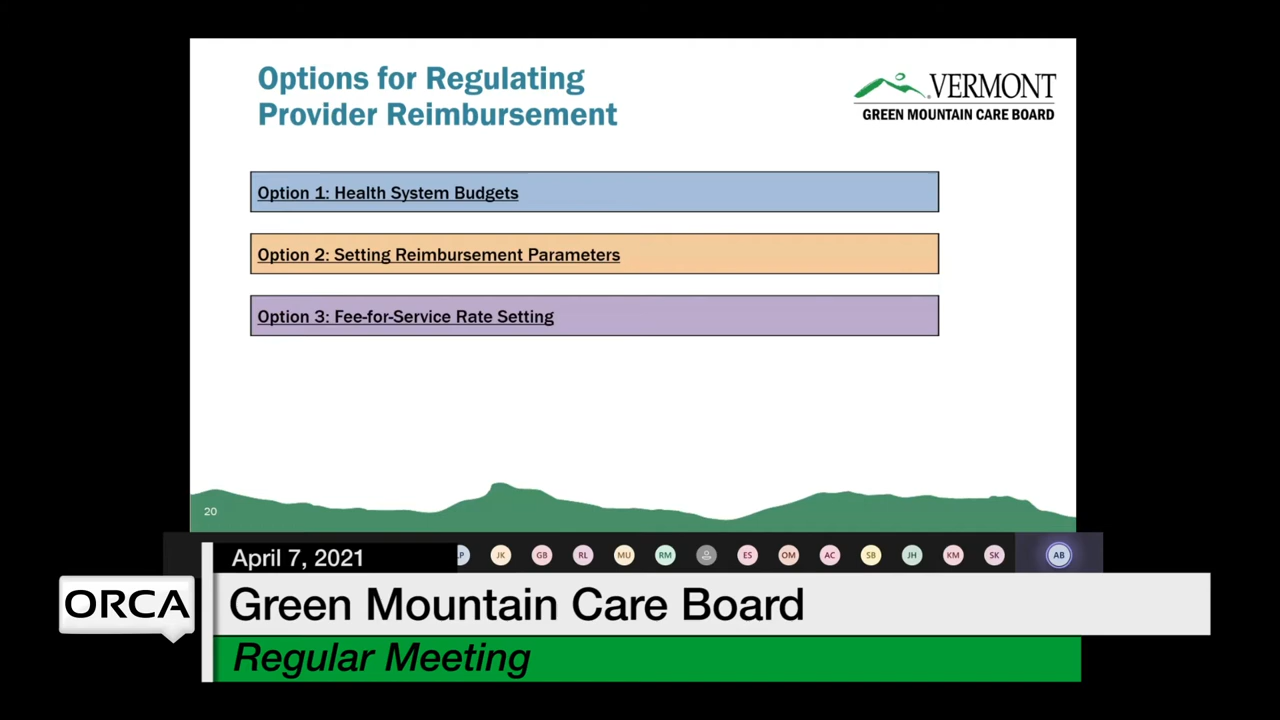 Options for Regulating
Provider Reimbursement
VERMONT
GREEN MOUNTAIN CARE BOARD
Option 1: Health System Budgets
Option 2: Setting Reimbursement Parameters
Option 3: Fee-for-Service Rate Setting
20
April 7, 2021
P JK GB RL MU RM ES OM AC SB JH KM SK AB
ORCA
Green Mountain Care Board
Regular Meeting